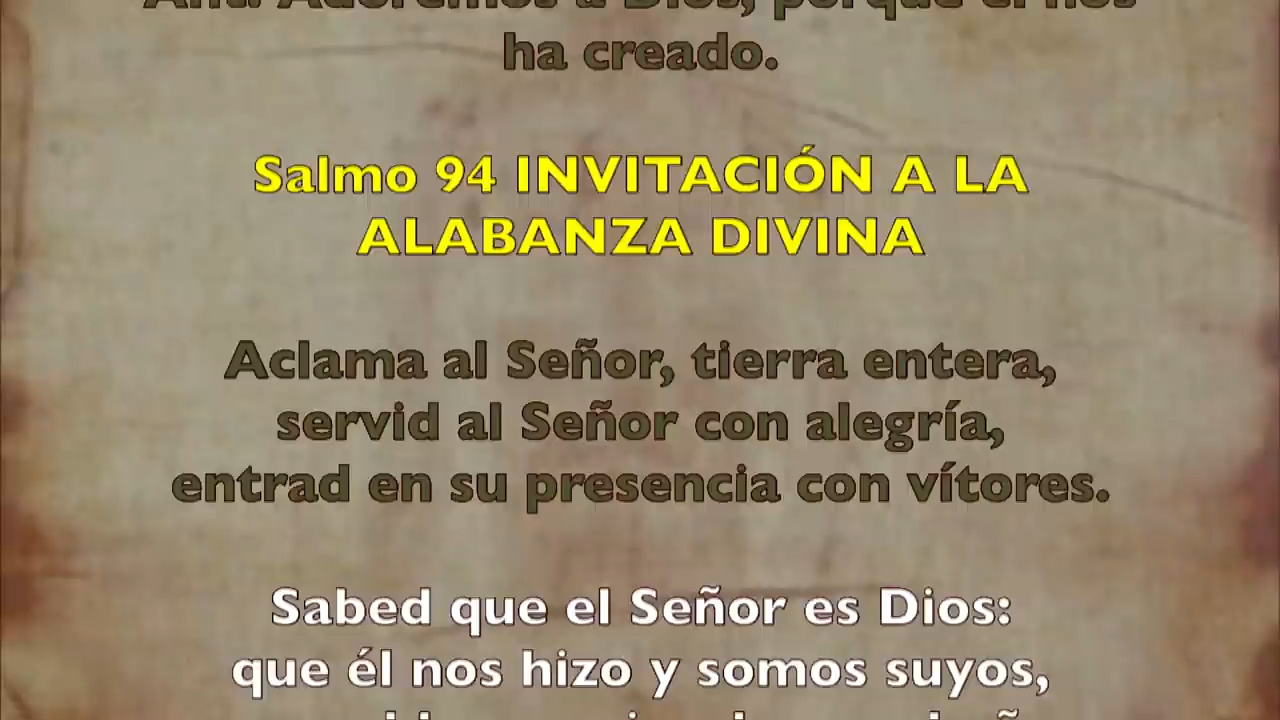 Ant. Adoremos a Dios, porque él nos
ha creado.
Salmo 94 INVITACIÓN A LA
ALABANZA DIVINA
Aclama al Señor, tierra entera,
servid al Señor con alegría,
entrad en su presencia con vítores.
Sabed que el Señor es Dios:
que él nos hizo y somos suyos,